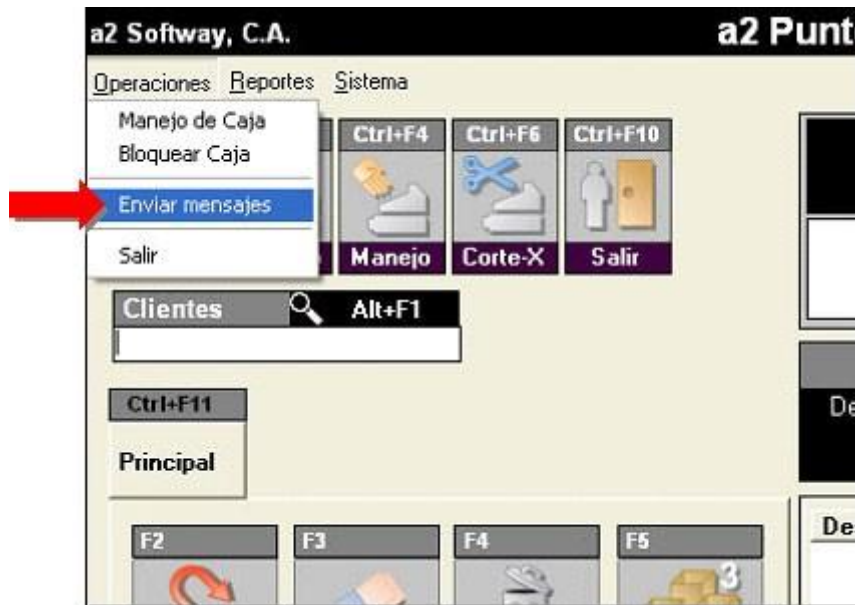 a2 Softway, C.A.
a2 Punt
Operaciones Reportes Sistema
Manejo de Caja
Bloquear Caja
Enviar mensajes
Salir
Ctrl+F4 Ctrl+F6 Ctrl+F10
Manejo Corte-X Salir
Clientes Alt+F1
Ctrl+F11
Principal
De
De
F2 F3 F4 F5
3